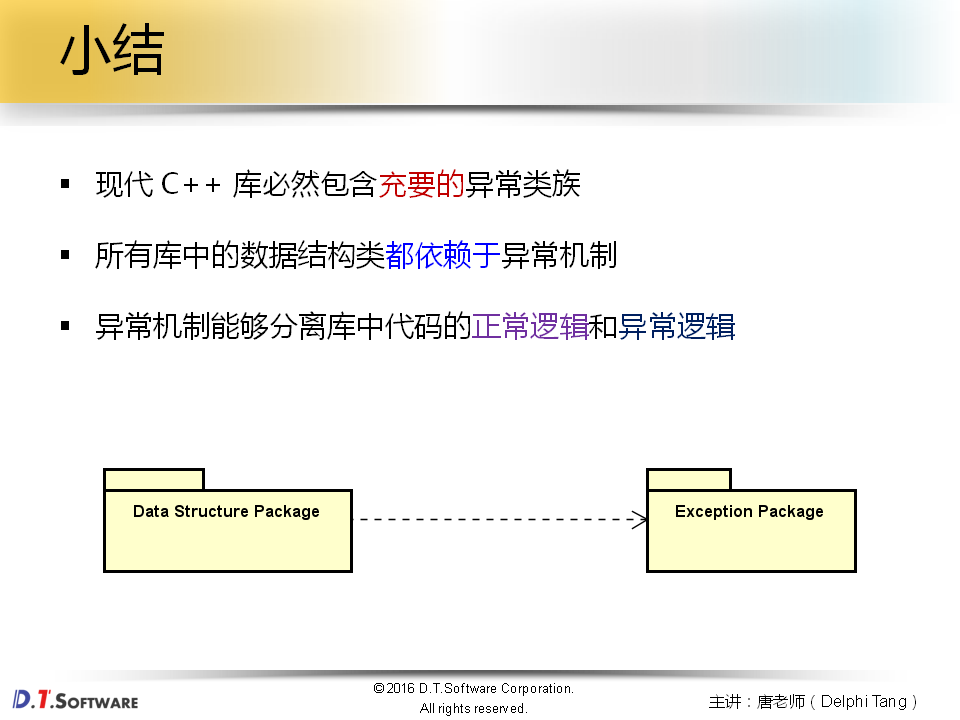 小结
现代 C++ 库必然包含充要的异常类族
所有库中的数据结构类都依赖于异常机制
异常机制能够分离库中代码的正常逻辑和异常逻辑
Data Structure Package
Exception Package
D.T.SOFTWARE
©2016 D.T.Software Corporation.
All rights reserved.
主讲：唐老师（Delphi Tang）